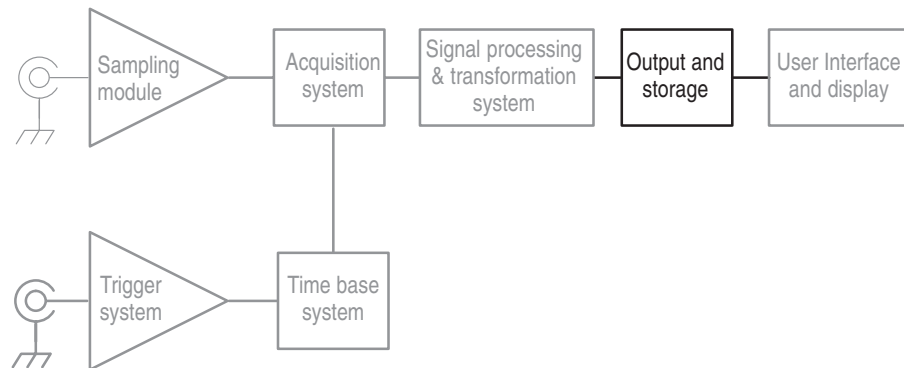 Sampling
module
Acquisition
system
Signal processing
& transformation
system
Output and
storage
User Interface
and display
Trigger
system
Time base
system